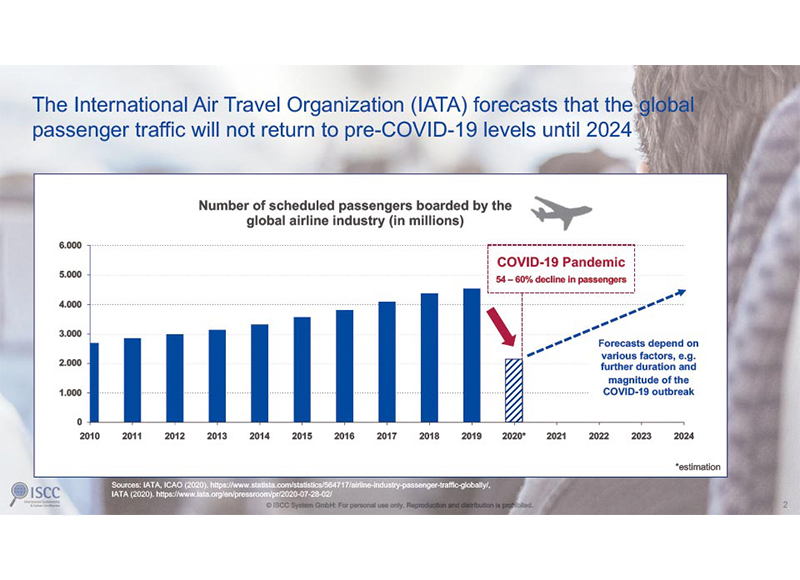 The International Air Travel Organization (IATA) forecasts that the global
passenger traffic will not return to pre-COVID-19 levels until 2024
Number of scheduled passengers boarded by the
global airline industry (in millions)
6.000
5.000
4.000
3.000
2.000
1.000
0
COVID-19 Pandemic
54 – 60% decline in passengers
Forecasts depend on
various factors, e.g.
further duration and
magnitude of the
COVID-19 outbreak
2010 2011 2012 2013 2014 2015 2016 2017 2018 2019 2020* 2021 2022 2023 2024
*estimation
Sources: IATA, ICAO (2020). https://www.statista.com/statistics/564717/airline-industry-passenger-traffic-globally/,
IATA (2020). https://www.iata.org/en/pressroom/pr/2020-07-28-02/
ISCC
© ISCC System GmbH: For personal use only. Reproduction and distribution is prohibited.
2